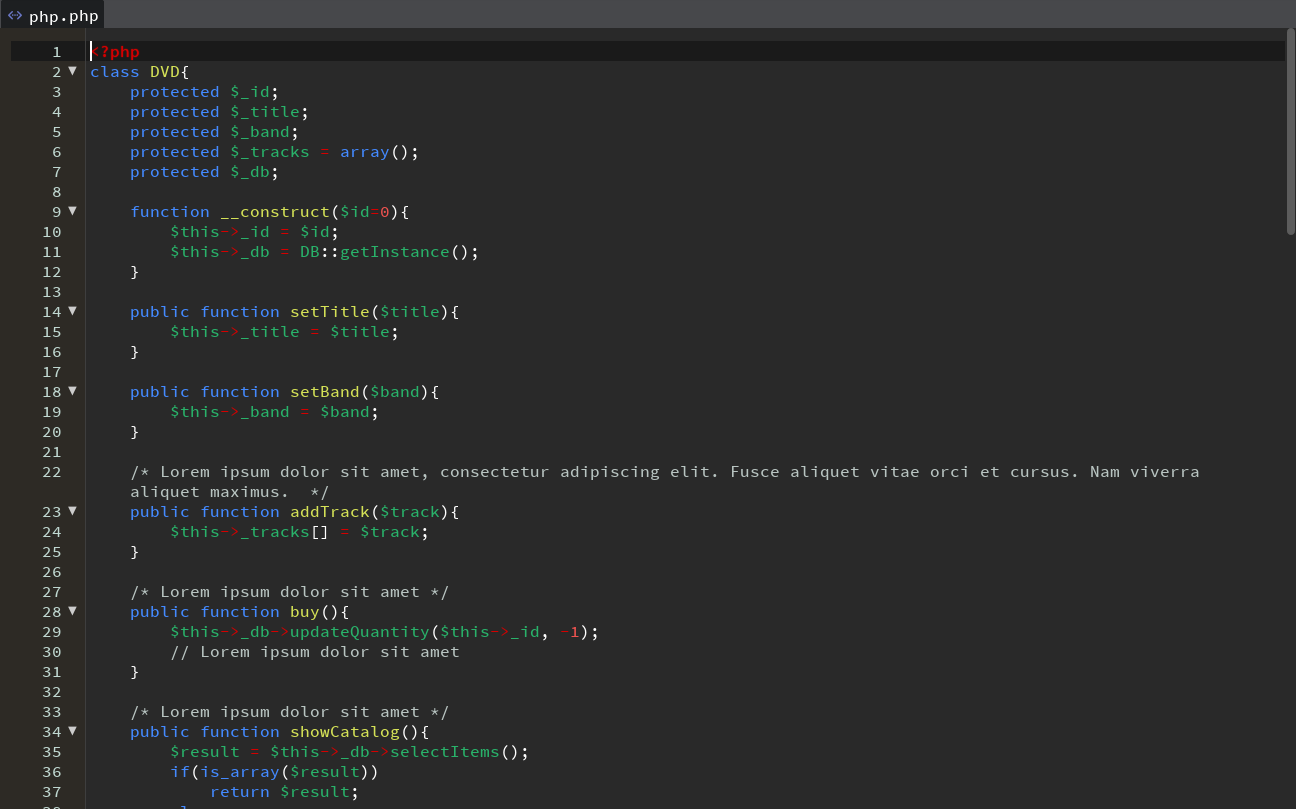 php.php
1 <?php
2 class DVD{
3 protected $_id;
4 protected $_title;
5 protected $_band;
6 protected $_tracks = array();
7 protected $_db;
8
9 function __construct($id=0){
10 $this->_id = $id;
11 $this->_db = DB::getInstance();
12 }
13
14 public function setTitle($title){
15 $this->_title = $title;
16 }
17
18 public function setBand($band){
19 $this->_band = $band;
20 }
21
22 /* Lorem ipsum dolor sit amet, consectetur adipiscing elit. Fusce aliquet vitae orci et cursus. Nam viverra
aliquet maximus.  */
23 public function addTrack($track){
24 $this->_tracks[] = $track;
25 }
26
27 /* Lorem ipsum dolor sit amet */
28 public function buy(){
29 $this->_db->updateQuantity($this->_id, -1);
30 // Lorem ipsum dolor sit amet
31 }
32
33 /* Lorem ipsum dolor sit amet */
34 public function showCatalog(){
35 $result = $this->_db->selectItems();
36 if(is_array($result))
37 return $result;